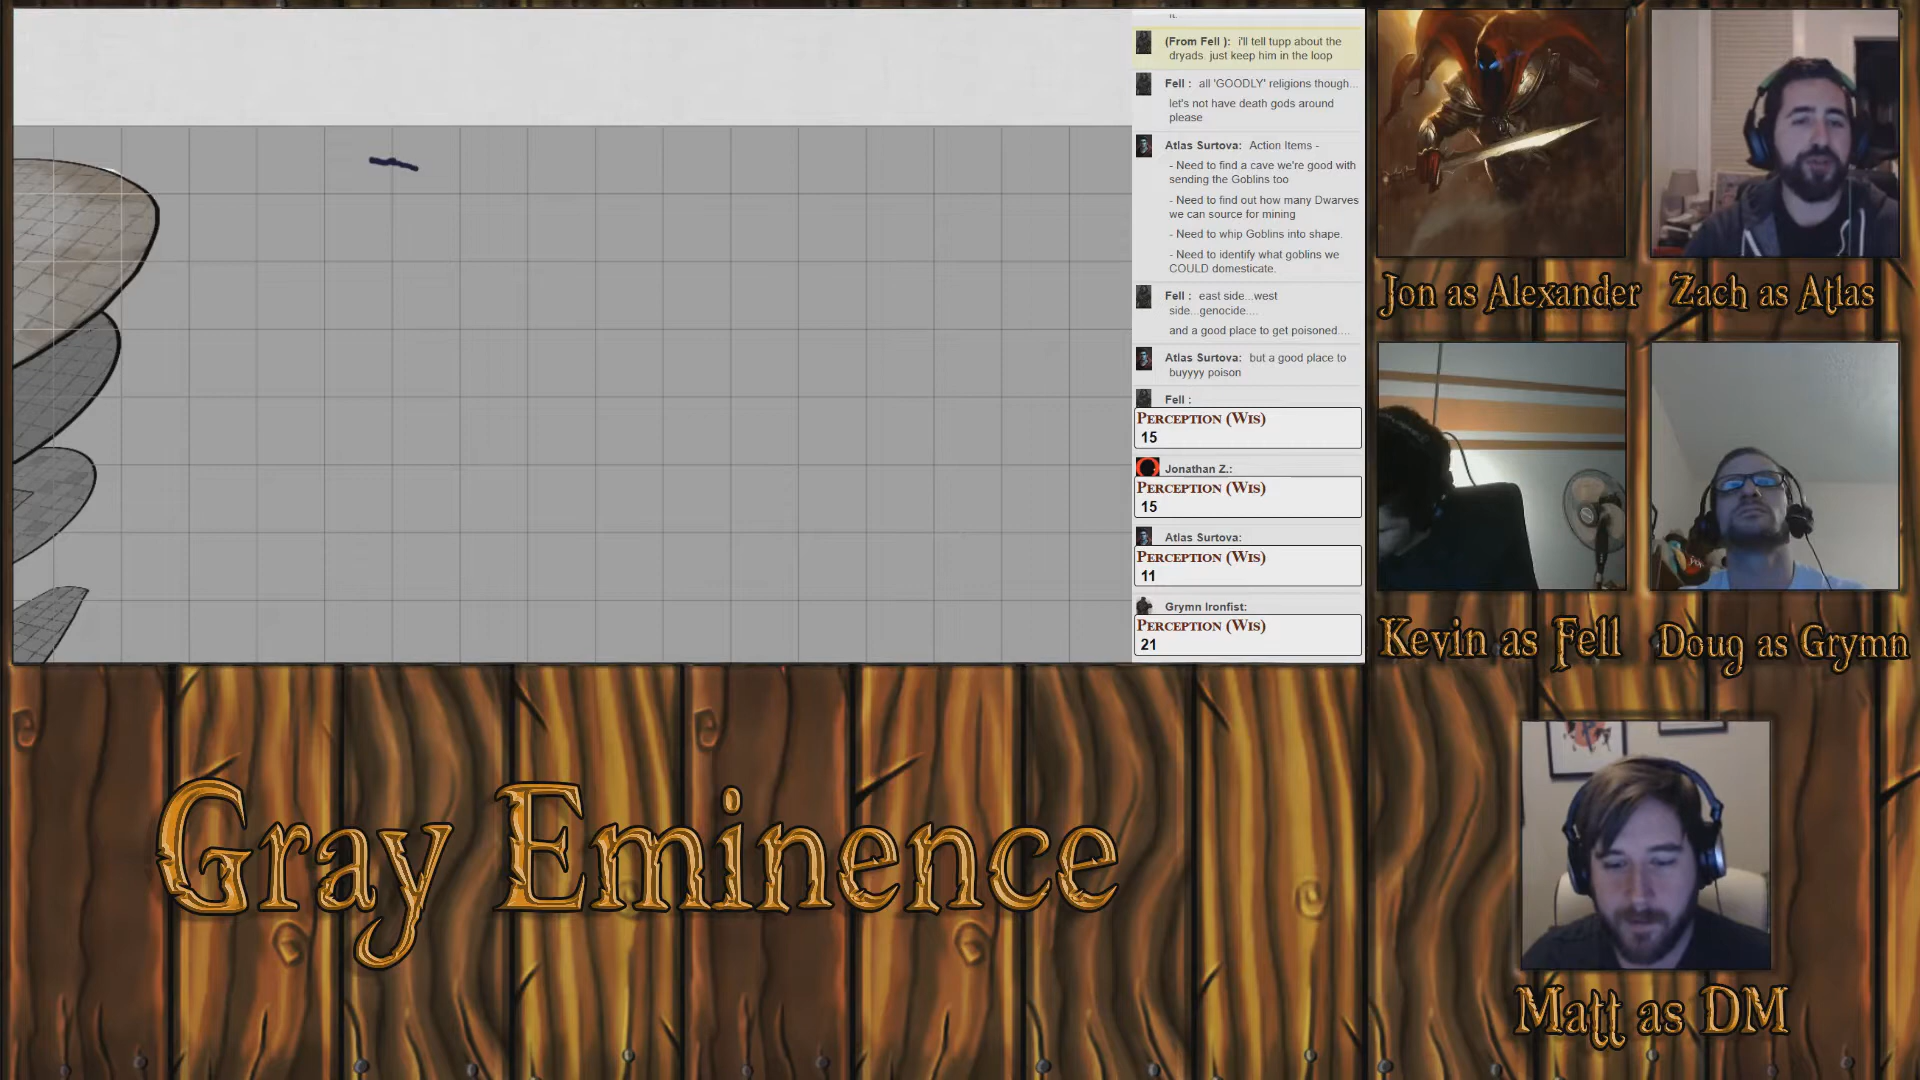 (From Fell ): i'll tell tupp about the
dryads. just keep him in the loop
Fell : all 'GOODLY' religions though...
let's not have death gods around
please
Atlas Surtova: Action Items -
- Need to find a cave we're good with
sending the Goblins too
- Need to find out how many Dwarves
we can source for mining
- Need to whip Goblins into shape.
- Need to identify what goblins we
COULD domesticate.
Fell : east side...west
side...genocide....
and a good place to get poisoned....
Atlas Surtova: but a good place to
buyyyy poison
Fell :
PERCEPTION (WIS)
15
Jonathan Z.:
PERCEPTION (WIS)
15
Atlas Surtova:
PERCEPTION (WIS)
11
Grymn Ironfist:
PERCEPTION (WIS)
21
Jon as Alexander
Zach as Atlas
Kevin as Fell
Doug as Grymn
Gray Eminence
Matt as DM